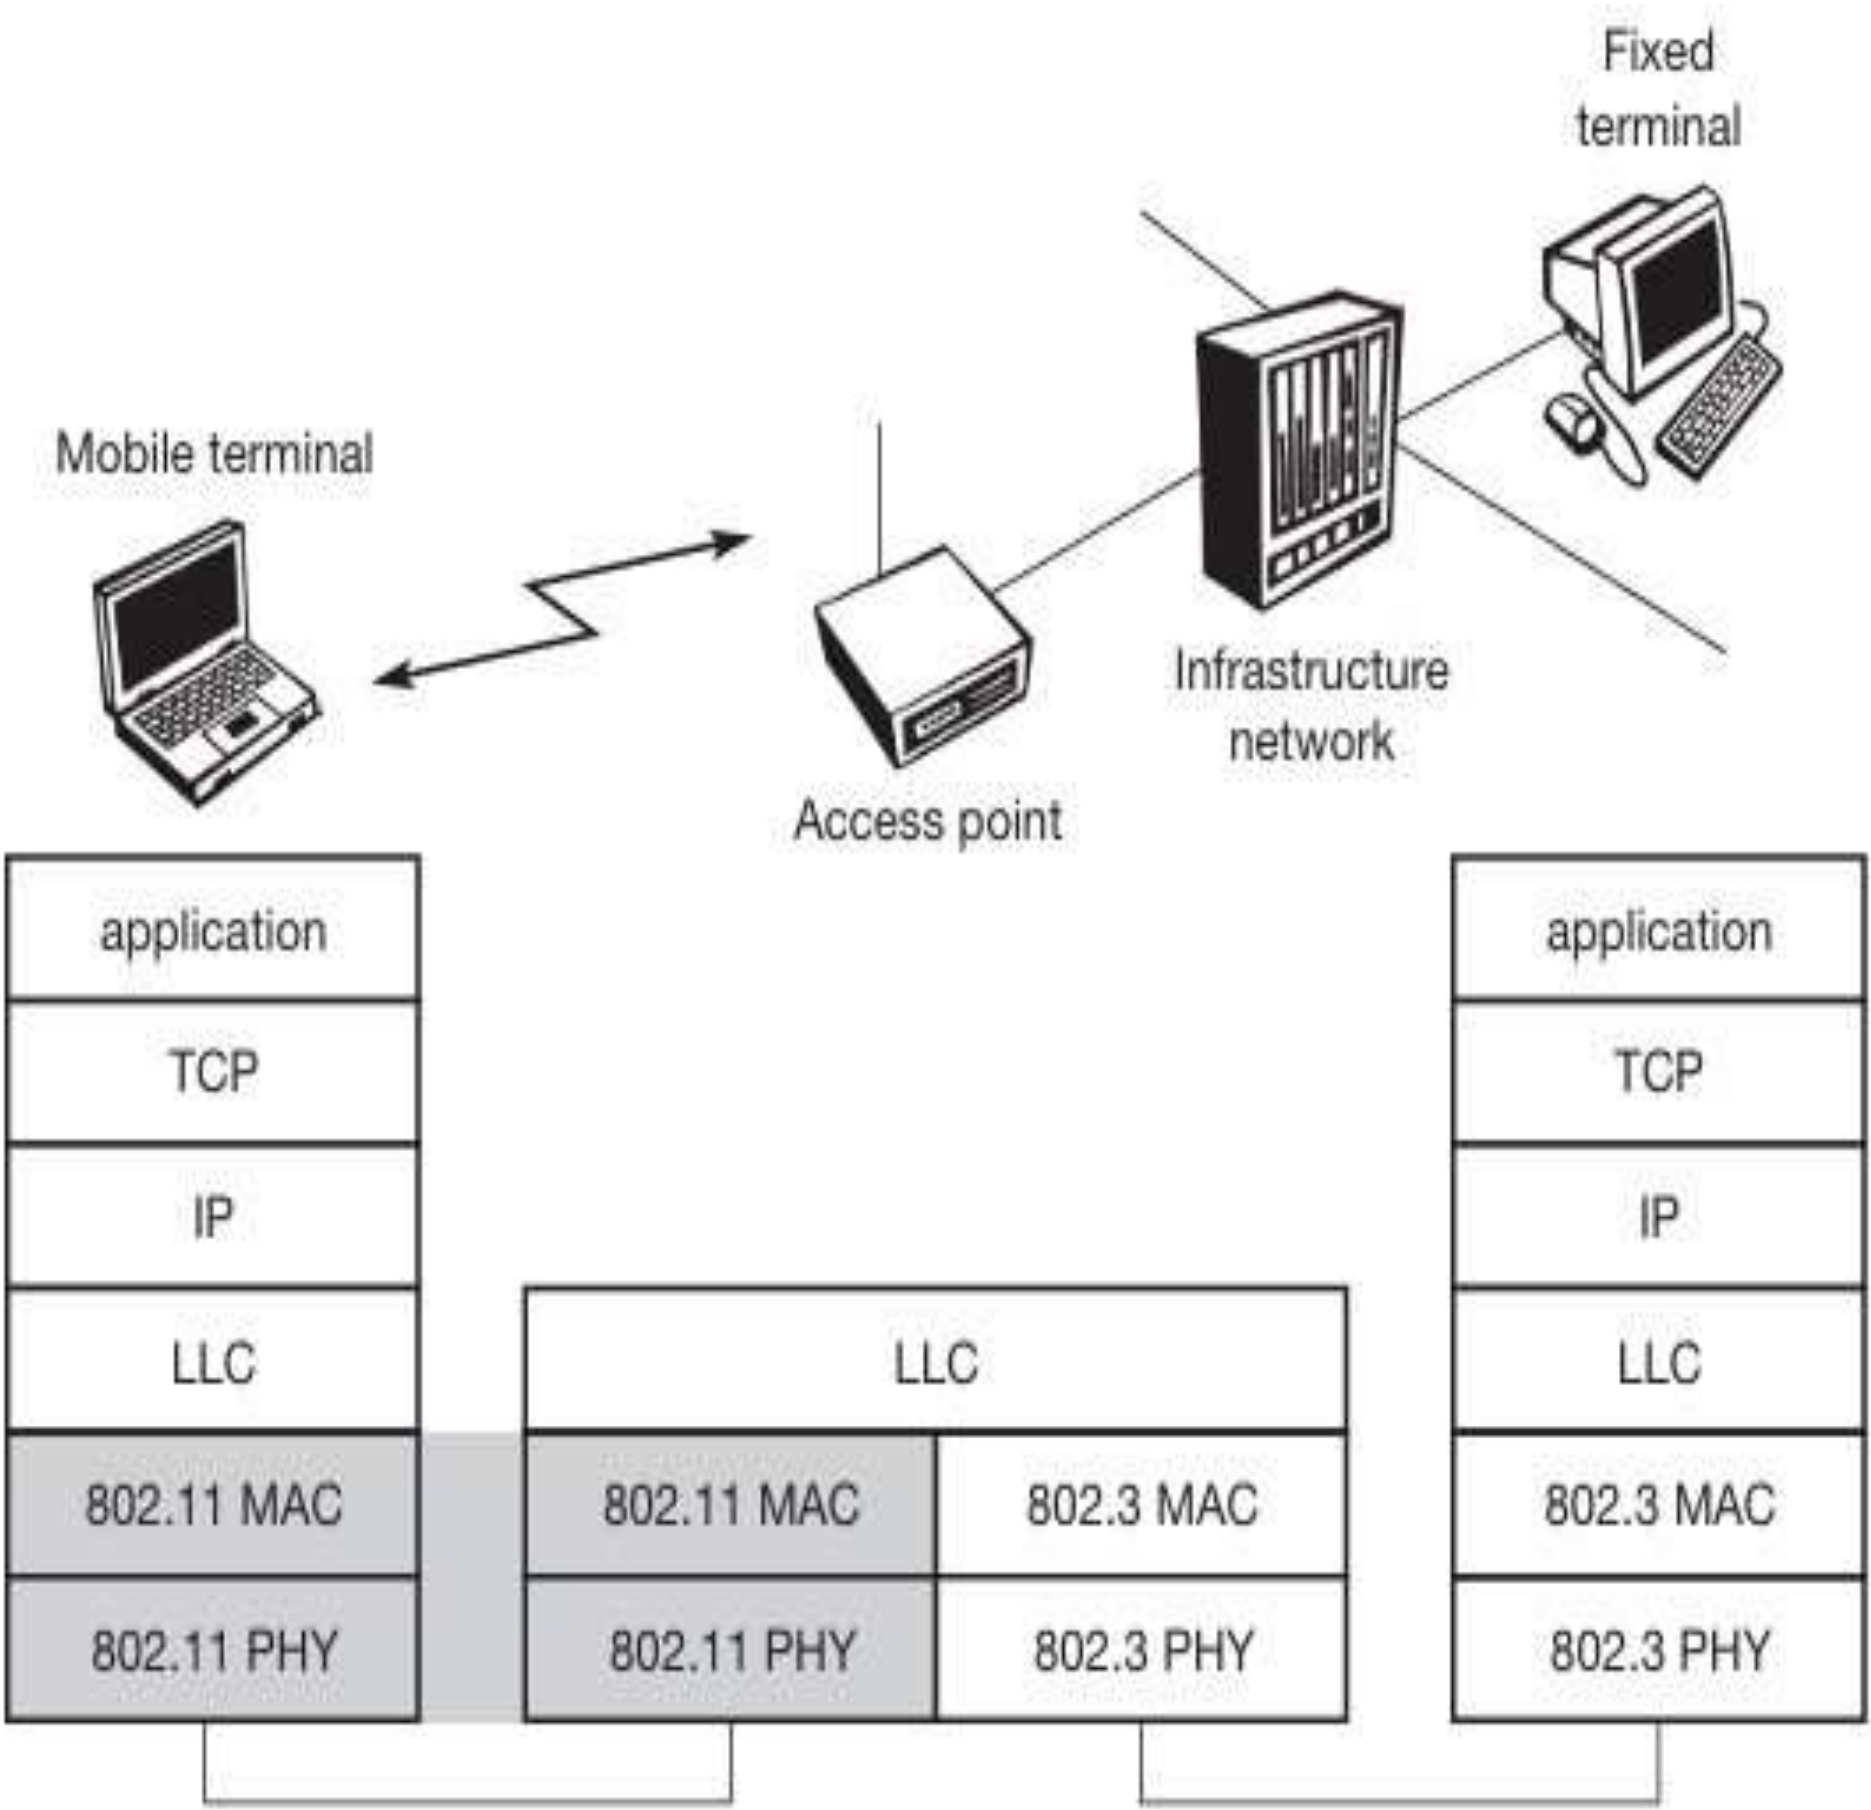 Fixed
terminal
Mobile terminal
Infrastructure
network
Access point
application
TCP
IP
LLC
802.11 MAC
802.11 PHY
LLC
802.11 MAC
802.3 MAC
802.11 PHY
802.3 PHY
application
TCP
IP
LLC
802.3 MAC
802.3 PHY